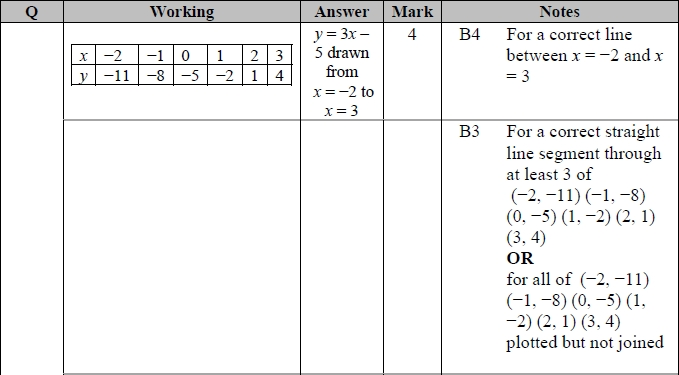 Q Working Answer Mark Notes
x −2 −1 0 1 2 3
y −11 −8 −5 −2 1 4
y = 3x –
5 drawn
from
x = −2 to
x = 3
4
B4 For a correct line
between x = −2 and x
= 3
B3 For a correct straight
line segment through
at least 3 of
(−2, −11) (−1, −8)
(0, −5) (1, −2) (2, 1)
(3, 4)
OR
for all of (−2, −11)
(−1, −8) (0, −5) (1,
−2) (2, 1) (3, 4)
plotted but not joined